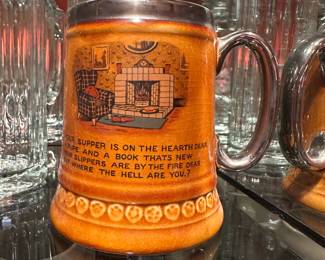 SUPPER IS ON THE HEARTH DEAR
PIPE AND A BOOK THATS NEW
SLIPPERS ARE BY THE FIRE DEAR
WHERE THE HELL ARE YOU?